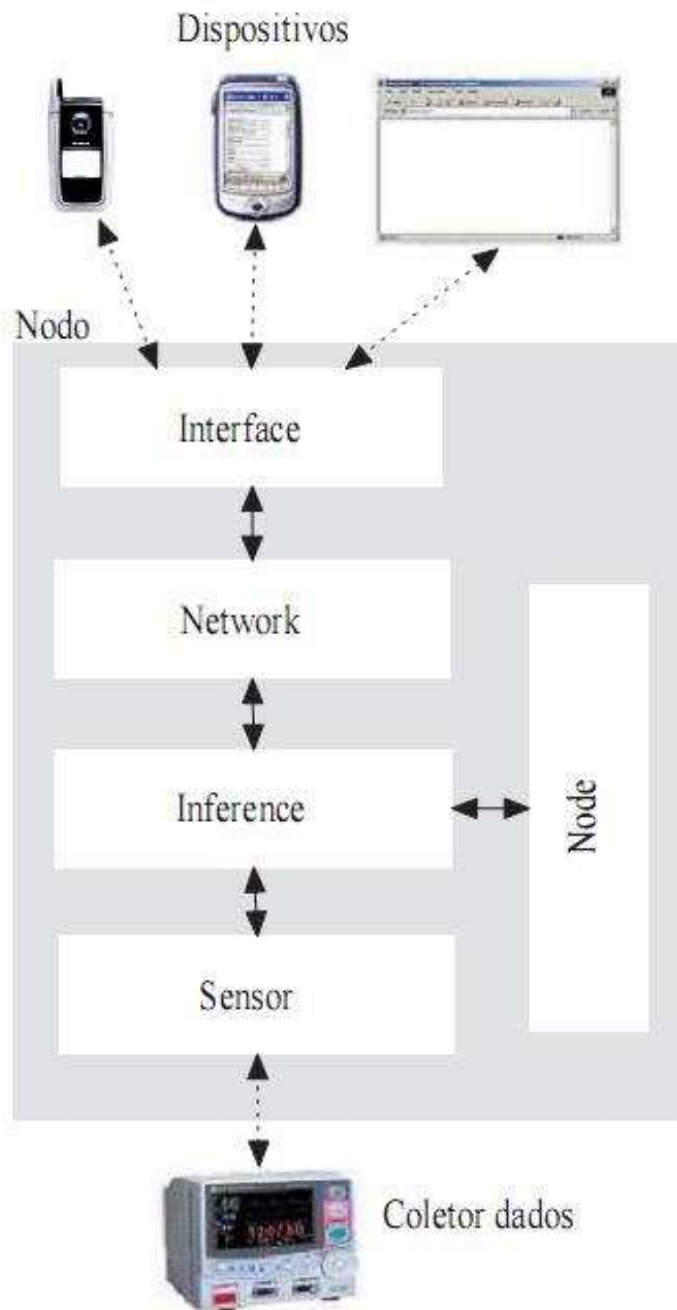 Dispositivos
Nodo
Interface
Network
Inference
Node
Sensor
Coletor dados